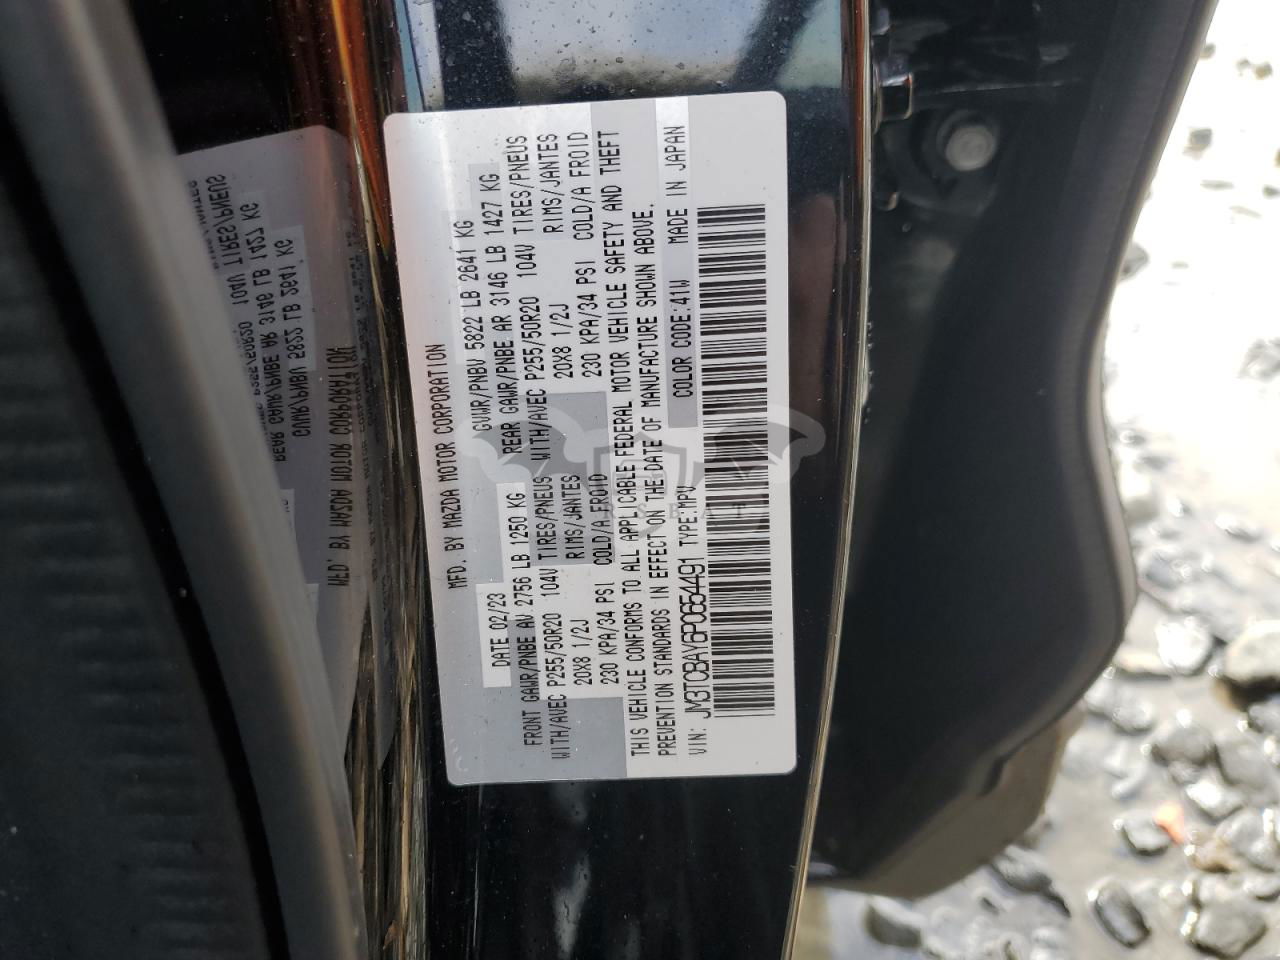 MFD. BY MAZDA MOTOR CORPORATION
DATE 02/23 GVWR/PNBV 5822 LB 2641 KG
FRONT GAWR/PNBE AV 2756 LB 1250 KG REAR GAWR/PNBE AR 3146 LB 1427 KG
WITH/AVEC P255/50R20 104V TIRES/PNEUS WITH/AVEC P255/50R20 104V TIRES/PNEUS
20X8 1/2J RIMS/JANTES 20X8 1/2J RIMS/JANTES
230 KPA/34 PSI COLD/A FROID 230 KPA/34 PSI COLD/A FROID
THIS VEHICLE CONFORMS TO ALL APPLICABLE FEDERAL MOTOR VEHICLE SAFETY AND THEFT
PREVENTION STANDARDS IN EFFECT ON THE DATE OF MANUFACTURE SHOWN ABOVE.
VIN: JM3TCBAY6P0654491 TYPE:MPV COLOR CODE:41W MADE IN JAPAN